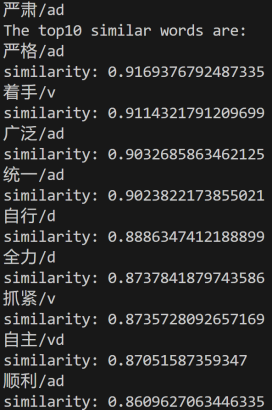 严肃/ad
The top10 similar words are:
严格/ad
similarity: 0.9169376792487335
着手/v
similarity: 0.9114321791209699
广泛/ad
similarity: 0.9032685863462125
统一/ad
similarity: 0.9023822173855021
自行/d
similarity: 0.8886347412188899
全力/d
similarity: 0.8737841879743586
抓紧/v
similarity: 0.8735728092657169
自主/vd
similarity: 0.87051587359347
顺利/ad
similarity: 0.8609627063446335